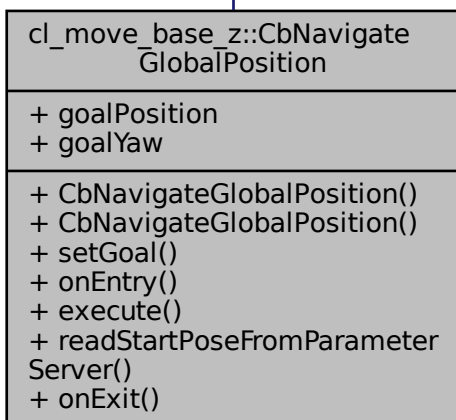 cl_move_base_z::CbNavigate
GlobalPosition
+ goalPosition
+ goalYaw
+ CbNavigateGlobalPosition()
+ CbNavigateGlobalPosition()
+ setGoal()
+ onEntry()
+ execute()
+ readStartPoseFromParameter
Server()
+ onExit()